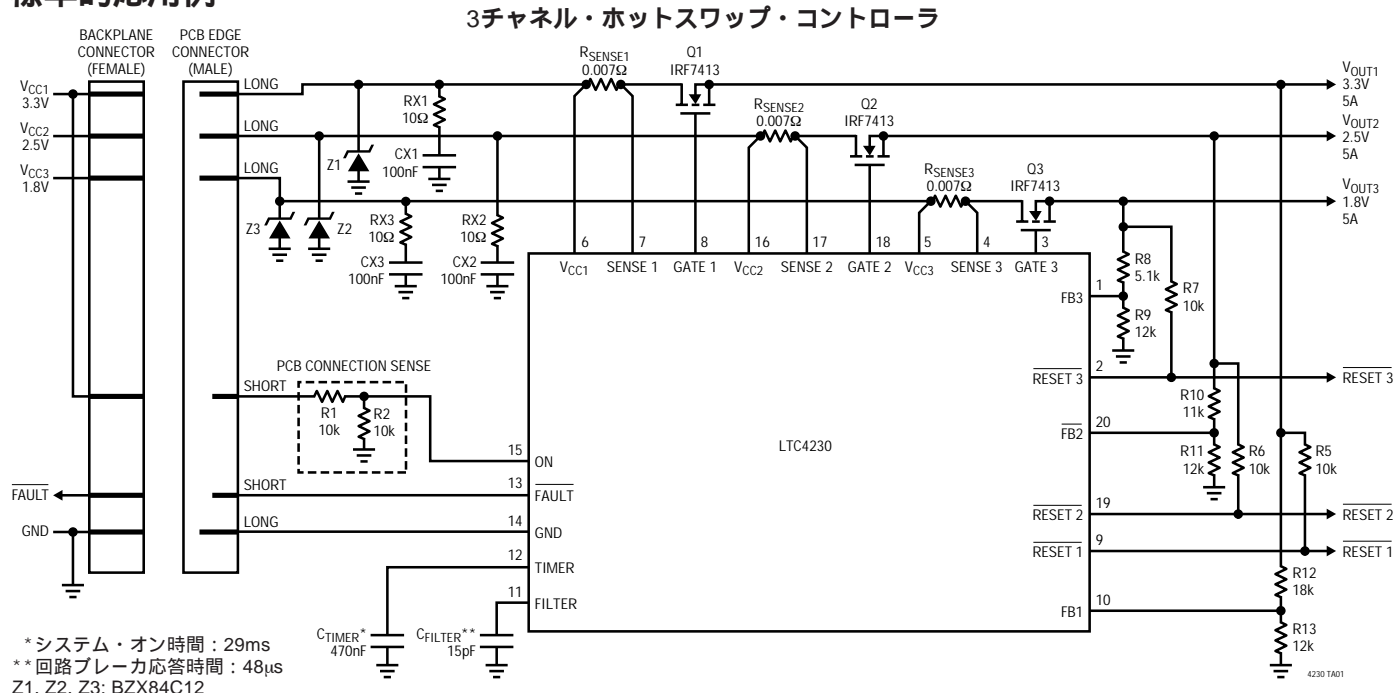 3チャネル・ホットスワップ・コントローラ
BACKPLANE
CONNECTOR
(FEMALE)
PCB EDGE
CONNECTOR
(MALE)
VCC1
3.3V
VCC2
2.5V
VCC3
1.8V
LONG
LONG
LONG
Z1
RX1
10Ω
CX1
100nF
RSENSE1
0.007Ω
Q1
IRF7413
RSENSE2
0.007Ω
Q2
IRF7413
RSENSE3
0.007Ω
Q3
IRF7413
VOUT1
3.3V
5A
VOUT2
2.5V
5A
VOUT3
1.8V
5A
Z3
Z2
RX3
10Ω
CX3
100nF
RX2
10Ω
CX2
100nF
6
7
8
16
17
18
5
4
3
VCC1
SENSE 1
GATE 1
VCC2
SENSE 2
GATE 2
VCC3
SENSE 3
GATE 3
1
FB3
R8
5.1k
R9
12k
R7
10k
PCB CONNECTION SENSE
SHORT
R1
10k
R2
10k
2
RESET 3
RESET 3
LTC4230
20
FB2
R10
11k
R11
12k
R6
10k
R5
10k
15
ON
FAULT
SHORT
13
FAULT
GND
LONG
14
GND
19
RESET 2
RESET 2
9
RESET 1
RESET 1
12
TIMER
11
FILTER
10
FB1
R12
18k
R13
12k
CTIMER*
470nF
CFILTER**
15pF
*システム・オン時間：29ms
**回路ブレーカ応答時間：48μs
Z1, Z2, Z3: BZX84C12
4230 TA01